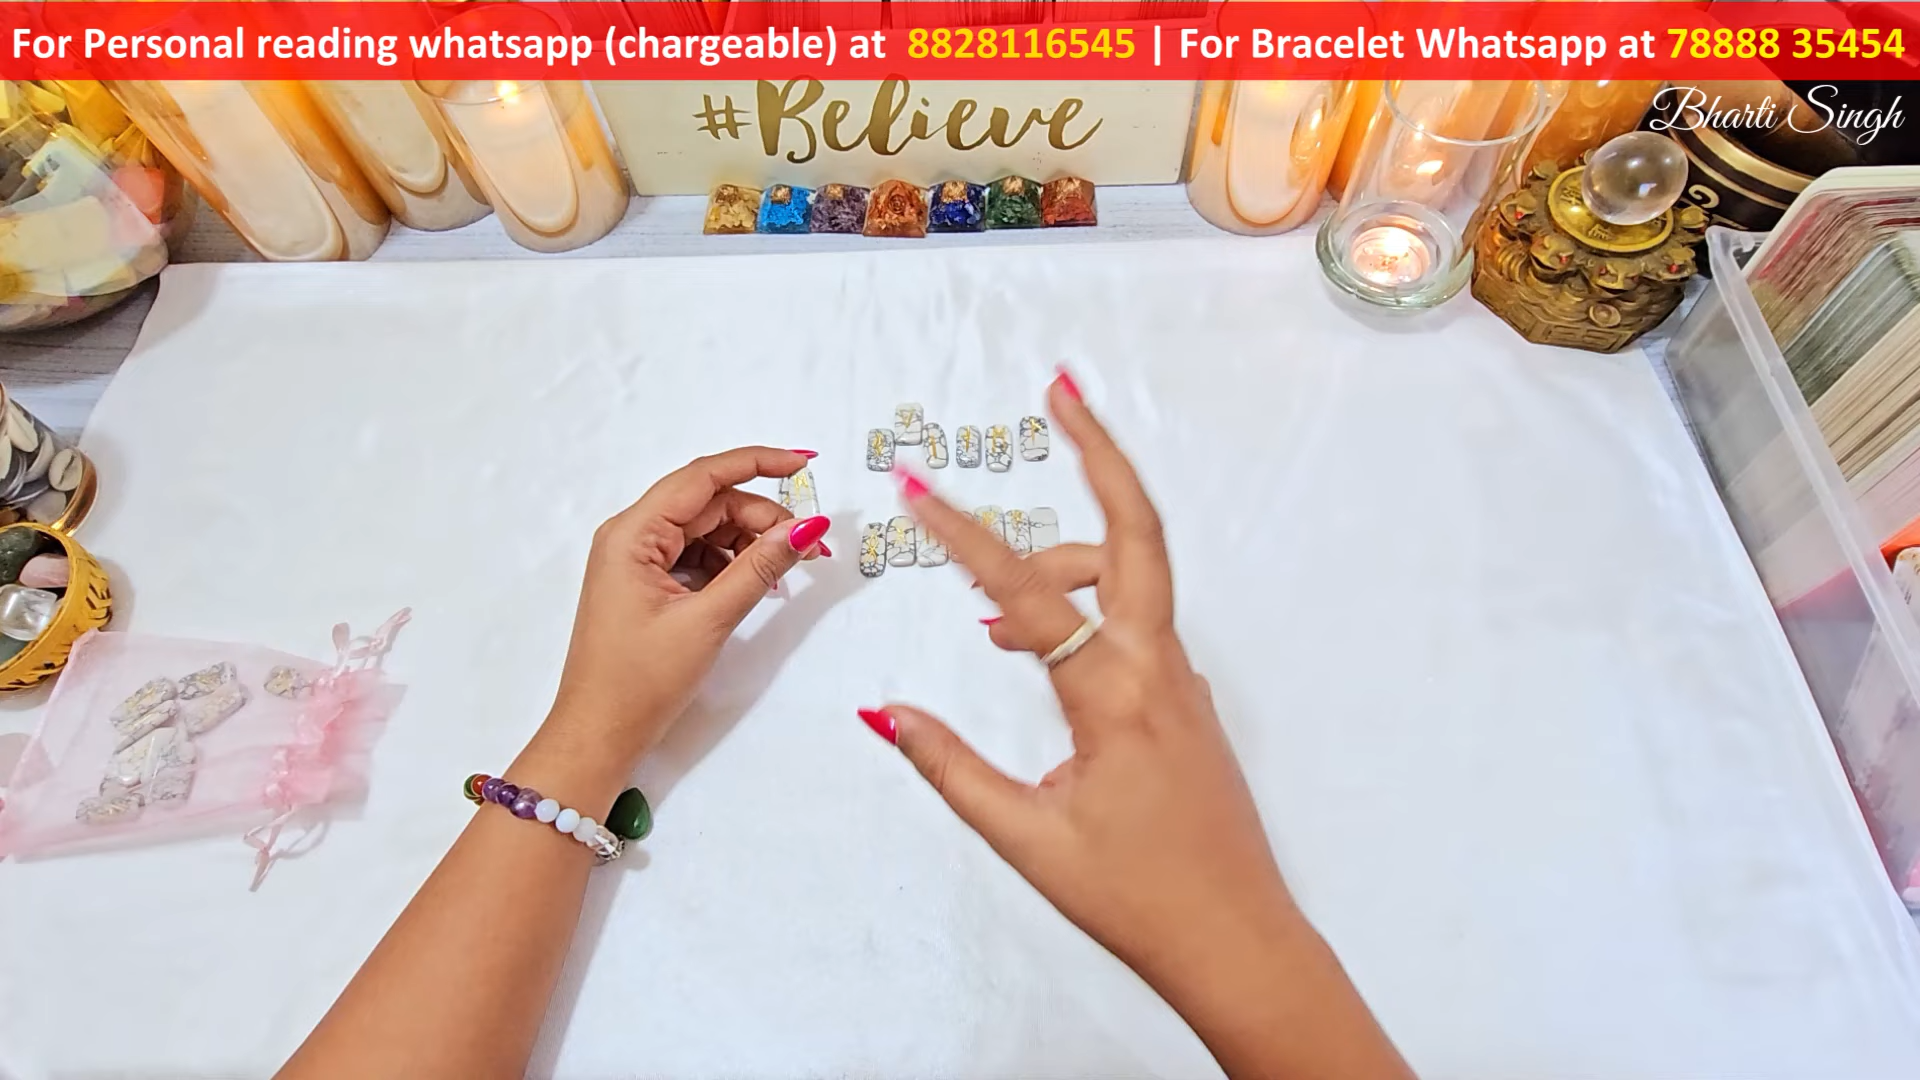 For Personal reading whatsapp (chargeable) at 8828116545 | For Bracelet Whatsapp at 78888 35454
Bharti Singh
#Believe